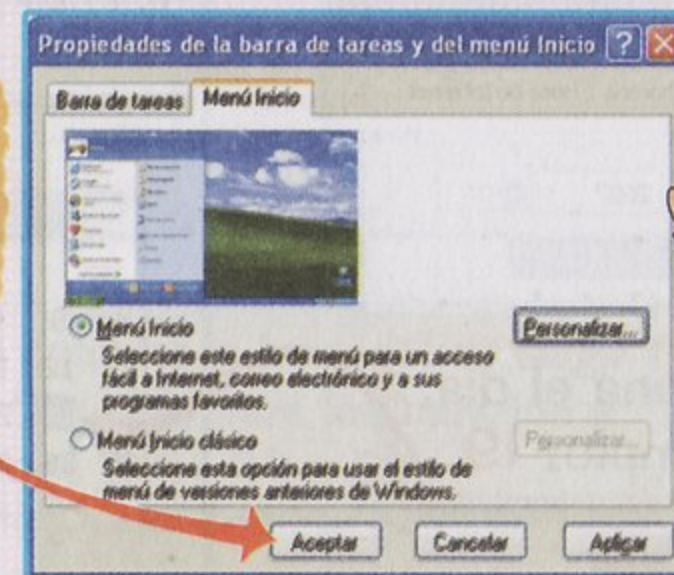 Propiedades de la barra de tareas y del menú Inicio
Barra de tareas Menú Inicio
Menú Inicio Personalizar...
Seleccione este estilo de menú para un acceso
fácil a Internet, correo electrónico y a sus
programas favoritos.
Menú Inicio clásico Personalizar...
Seleccione esta opción para usar el estilo de
menú de versiones anteriores de Windows.
Aceptar Cancelar Aplicar